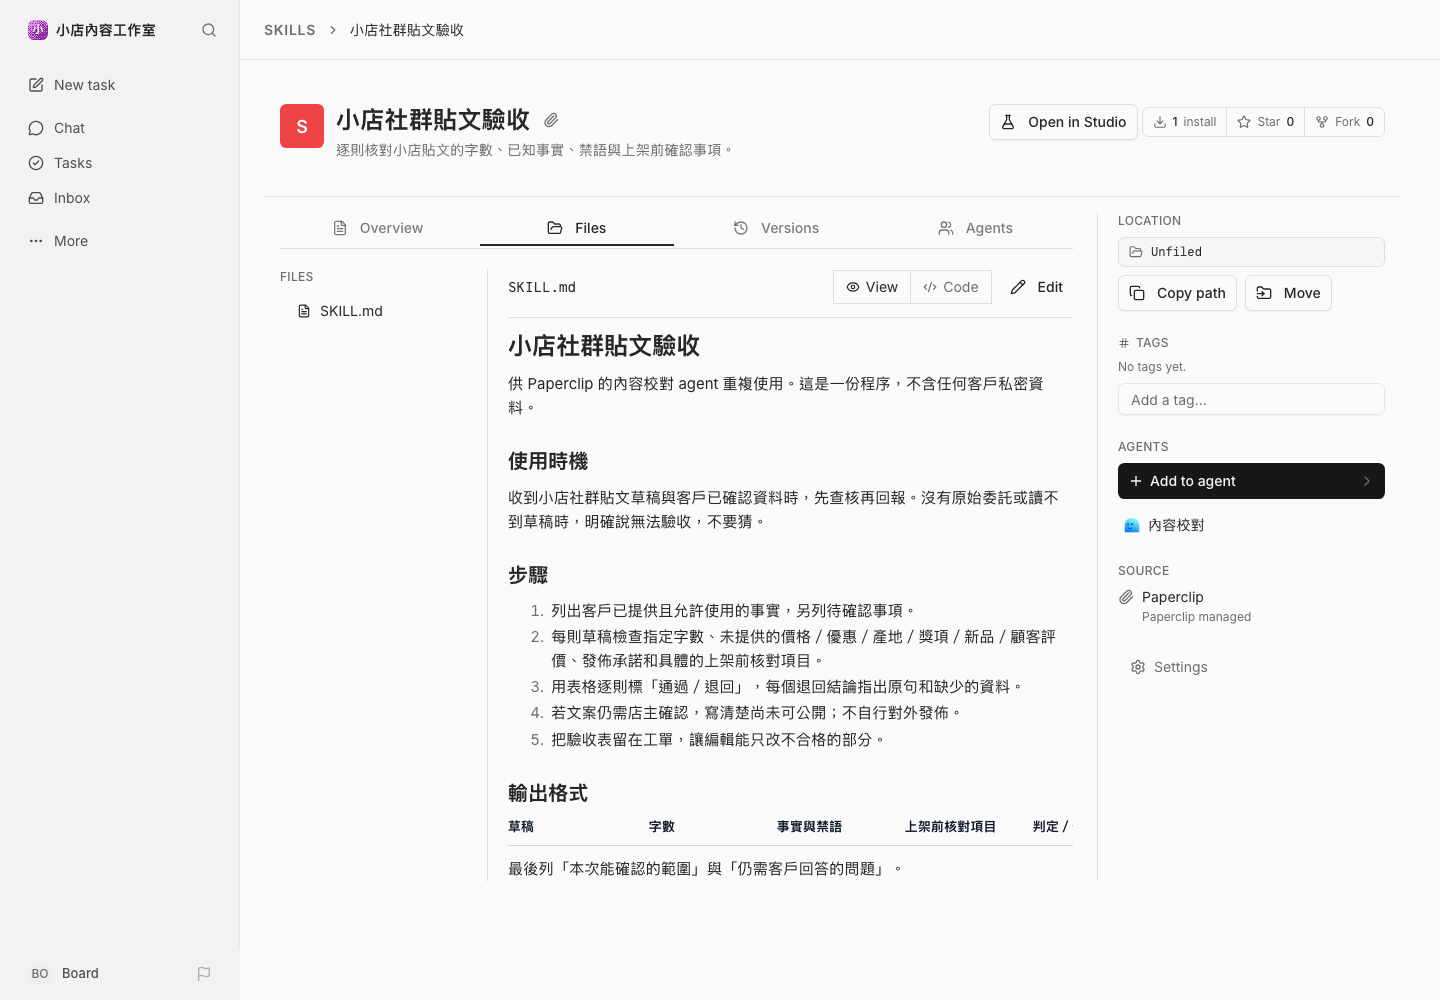 小店內容工作室
New task
Chat
Tasks
Inbox
More
BO Board
SKILLS > 小店社群貼文驗收
S
小店社群貼文驗收
逐則核對小店貼文的字數、已知事實、禁語與上架前確認事項。
Open in Studio
1 install
Star 0
Fork 0
Overview
Files
Versions
Agents
FILES
SKILL.md
SKILL.md
View
Code
Edit
小店社群貼文驗收
供 Paperclip 的內容校對 agent 重複使用。這是一份程序，不含任何客戶私密資
料。
使用時機
收到小店社群貼文草稿與客戶已確認資料時，先查核再回報。沒有原始委託或讀不
到草稿時，明確說無法驗收，不要猜。
步驟
1. 列出客戶已提供且允許使用的事實，另列待確認事項。
2. 每則草稿檢查指定字數、未提供的價格 / 優惠 / 產地 / 獎項 / 新品 / 顧客評
價、發佈承諾和具體的上架前核對項目。
3. 用表格逐則標「通過 / 退回」，每個退回結論指出原句和缺少的資料。
4. 若文案仍需店主確認，寫清楚尚未可公開；不自行對外發佈。
5. 把驗收表留在工單，讓編輯能只改不合格的部分。
輸出格式
草稿 字數 事實與禁語 上架前核對項目 判定 /
最後列「本次能確認的範圍」與「仍需客戶回答的問題」。
LOCATION
Unfiled
Copy path
Move
# TAGS
No tags yet.
Add a tag...
AGENTS
+ Add to agent
內容校對
SOURCE
Paperclip
Paperclip managed
Settings